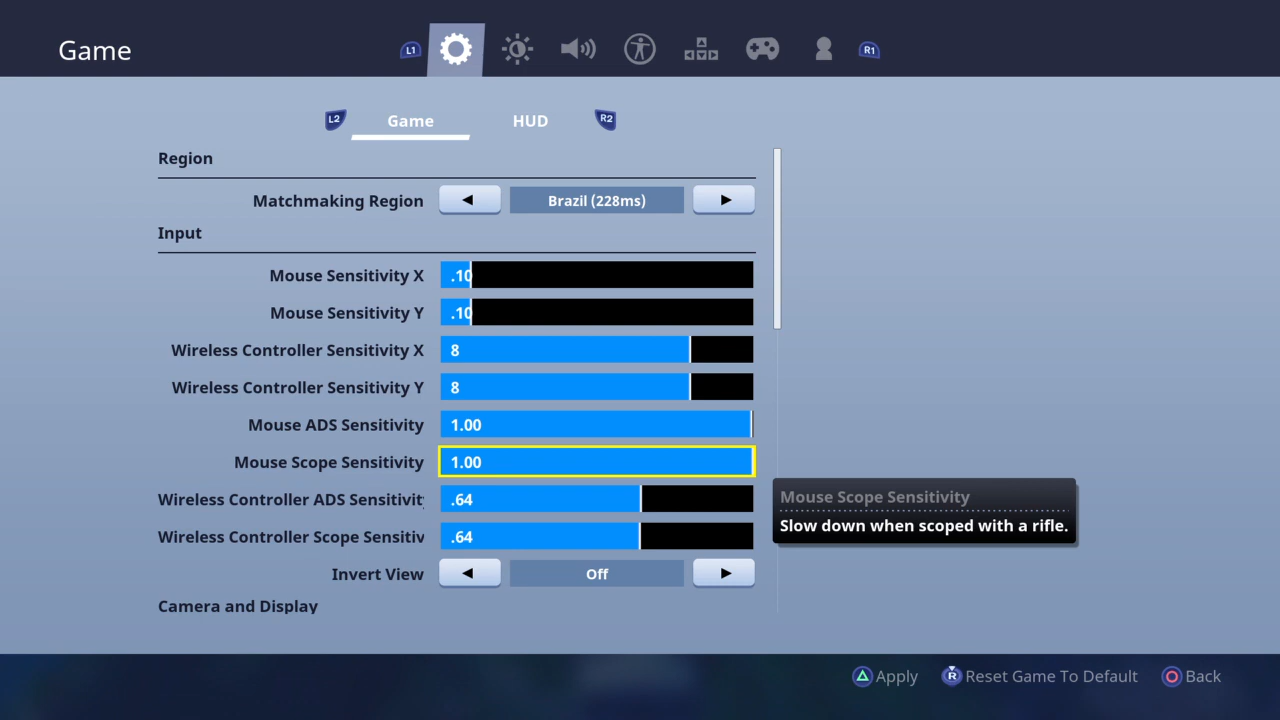 Game
L1
R1
L2
Game
HUD
R2
Region
Matchmaking Region
Brazil (228ms)
Input
Mouse Sensitivity X
.10
Mouse Sensitivity Y
.10
Wireless Controller Sensitivity X
8
Wireless Controller Sensitivity Y
8
Mouse ADS Sensitivity
1.00
Mouse Scope Sensitivity
1.00
Wireless Controller ADS Sensitivit
.64
Wireless Controller Scope Sensitiv
.64
Invert View
Off
Camera and Display
Mouse Scope Sensitivity
Slow down when scoped with a rifle.
Apply
R
Reset Game To Default
Back